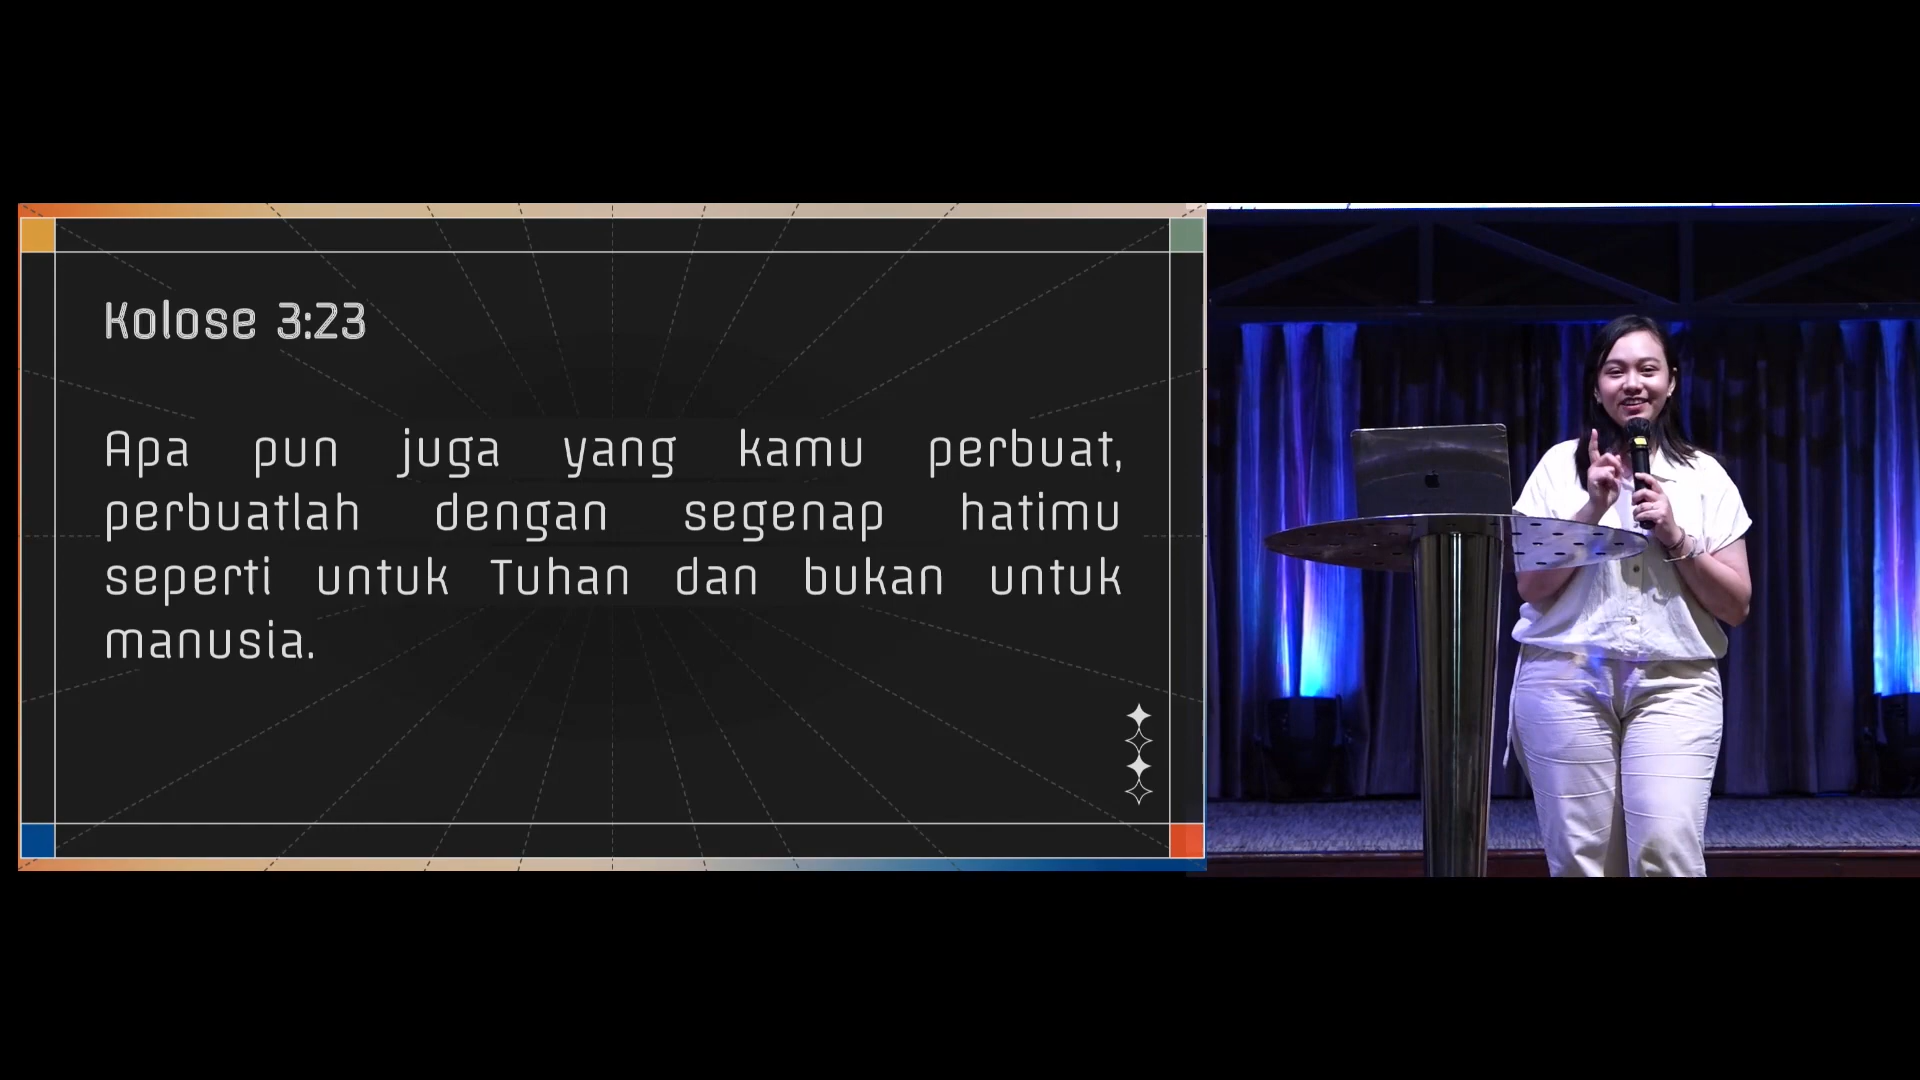 Kolose 3:23
Apa pun juga yang kamu perbuat,
perbuatlah dengan segenap hatimu
seperti untuk Tuhan dan bukan untuk
manusia.